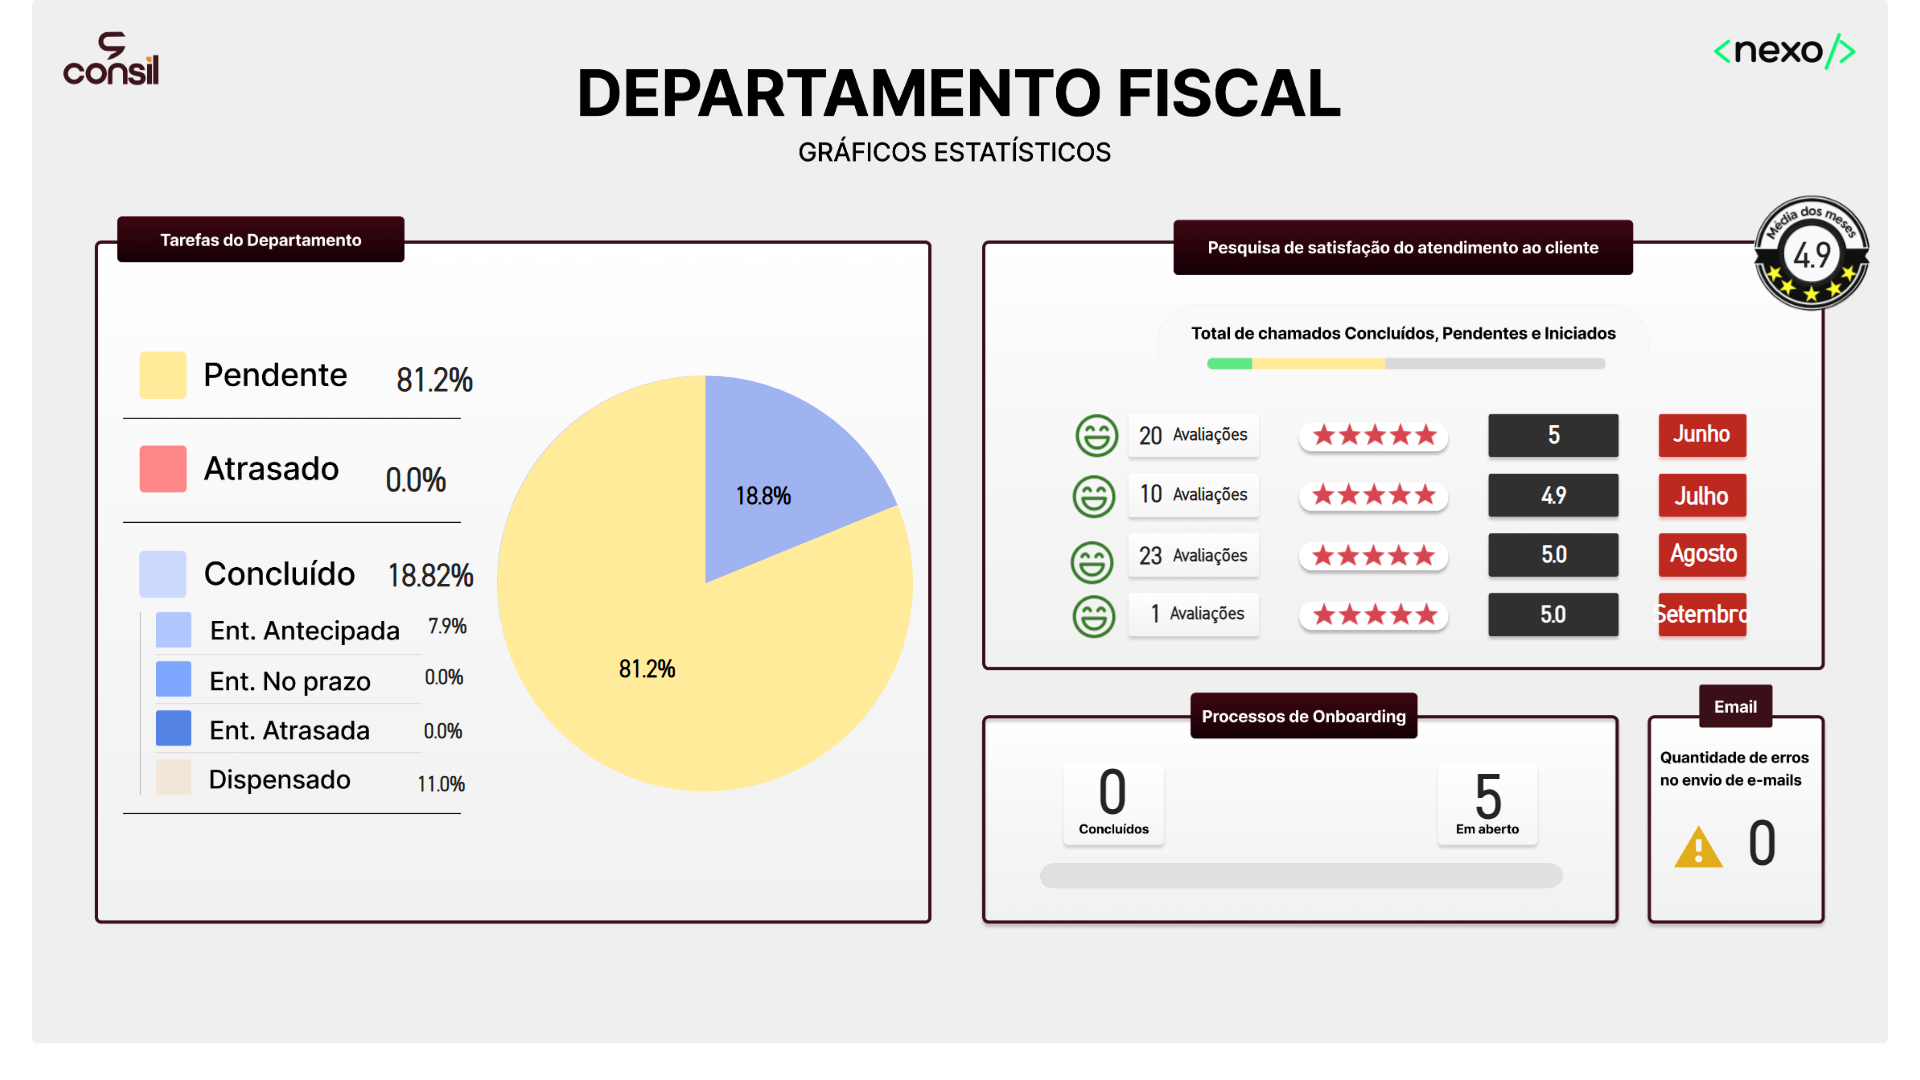 consil
<nexo/>
DEPARTAMENTO FISCAL
GRÁFICOS ESTATÍSTICOS
Tarefas do Departamento
Pendente 81.2%
Atrasado 0.0%
Concluído 18.82%
Ent. Antecipada 7.9%
Ent. No prazo 0.0%
Ent. Atrasada 0.0%
Dispensado 11.0%
18.8%
81.2%
Pesquisa de satisfação do atendimento ao cliente
Média dos meses
4.9
Total de chamados Concluídos, Pendentes e Iniciados
20 Avaliações 5 Junho
10 Avaliações 4.9 Julho
23 Avaliações 5.0 Agosto
1 Avaliações 5.0 Setembro
Processos de Onboarding
0
Concluídos
5
Em aberto
Email
Quantidade de erros
no envio de e-mails
0